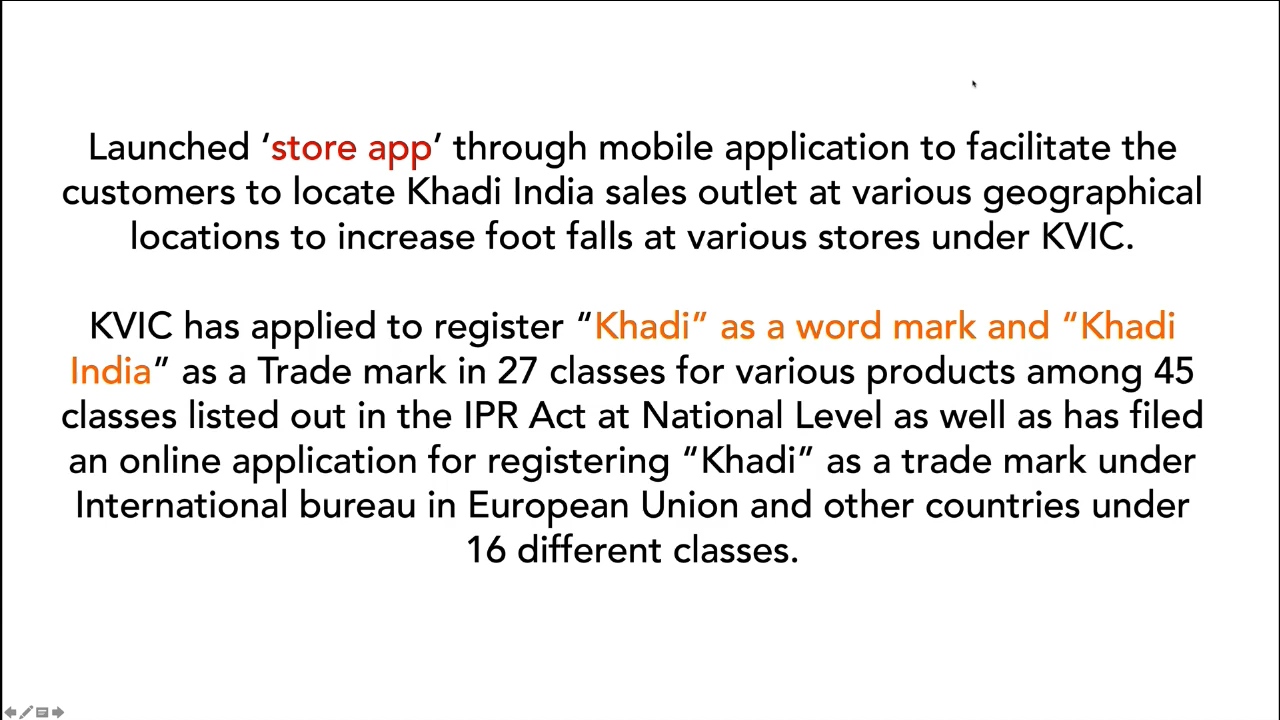 Launched ‘store app’ through mobile application to facilitate the
customers to locate Khadi India sales outlet at various geographical
locations to increase foot falls at various stores under KVIC.
KVIC has applied to register “Khadi” as a word mark and “Khadi
India” as a Trade mark in 27 classes for various products among 45
classes listed out in the IPR Act at National Level as well as has filed
an online application for registering “Khadi” as a trade mark under
International bureau in European Union and other countries under
16 different classes.